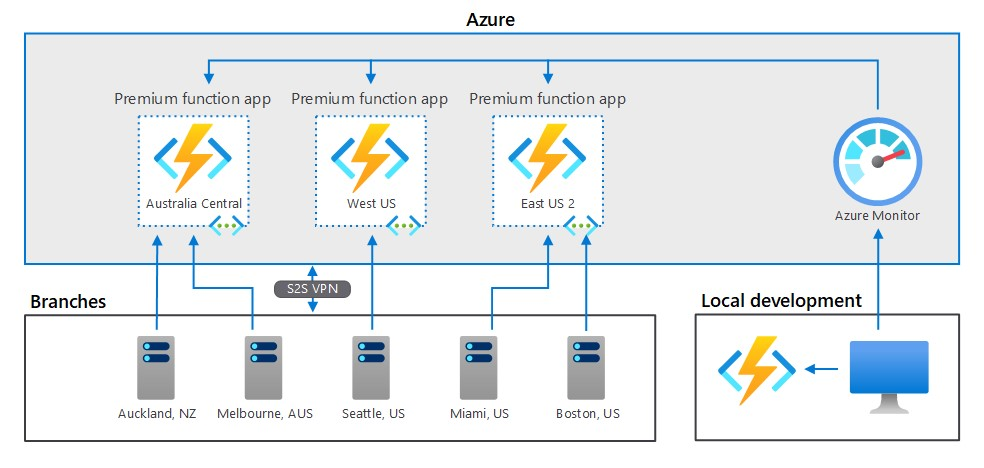 Azure
Premium function app
Premium function app
Premium function app
Australia Central
West US
East US 2
Azure Monitor
S2S VPN
Branches
Local development
Auckland, NZ
Melbourne, AUS
Seattle, US
Miami, US
Boston, US